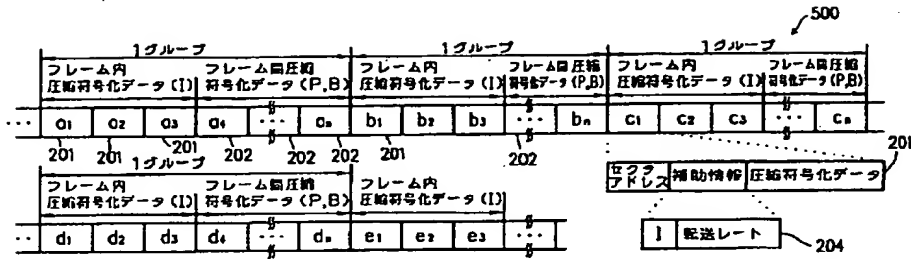 500
1グループ 1グループ 1グループ
フレーム内 フレーム間圧縮 フレーム内 フレーム間圧縮 フレーム内 フレーム間圧縮
圧縮符号化データ(I) 符号化データ(P,B) 圧縮符号化データ(I) 符号化データ(P,B) 圧縮符号化データ(I) 符号化データ(P,B)
… a1 a2 a3 a4 … an b1 b2 b3 … bn c1 c2 c3 … cn
201 201 201 202 202 202 201 202
1グループ
フレーム内 フレーム間圧縮 フレーム内
圧縮符号化データ(I) 符号化データ(P,B) 圧縮符号化データ(I)
… d1 d2 d3 d4 … dn e1 e2 e3 …
201
セクタ
アドレス 補助情報 圧縮符号化データ
I 転送レート
204